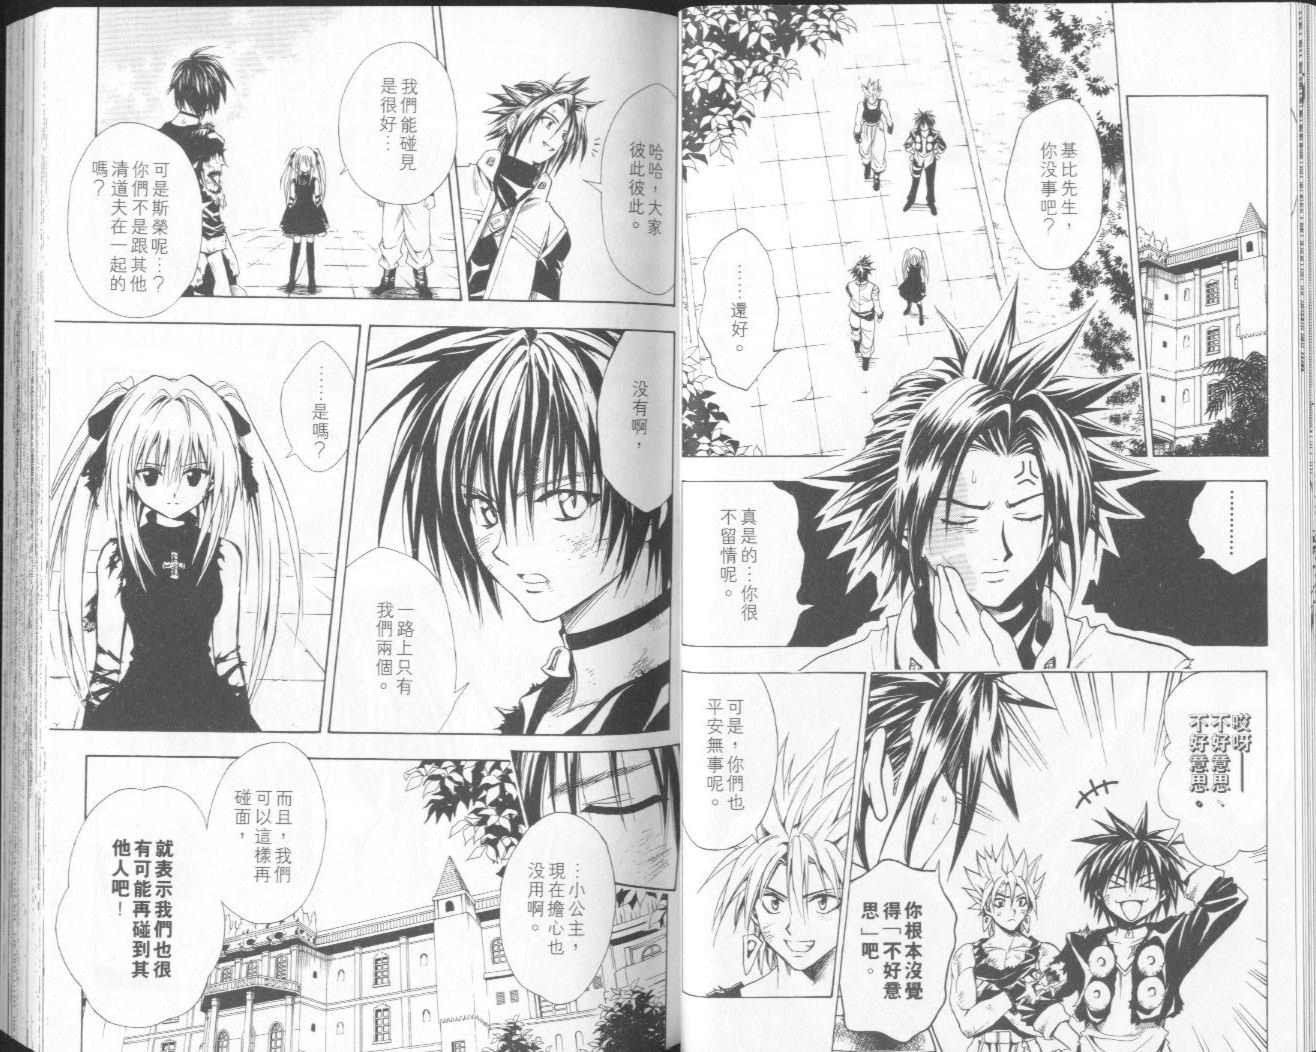 基比先生，
你没事吧？
……還好。
…………
真是的…你很
不留情呢。
哎呀——
不好意思、
不好意思。
你根本沒覺
得「不好意
思」吧。
可是，你們也
平安無事呢。
哈哈，大家
彼此彼此。
我們能碰見
是很好…
可是斯榮呢…？
你們不是跟其他
清道夫在一起的
嗎？
没有啊，
一路上只有
我們兩個。
……是嗎？
…小公主，
現在擔心也
没用啊。
而且，我們
可以這樣再
碰面，
就表示我們也很
有可能再碰到其
他人吧！